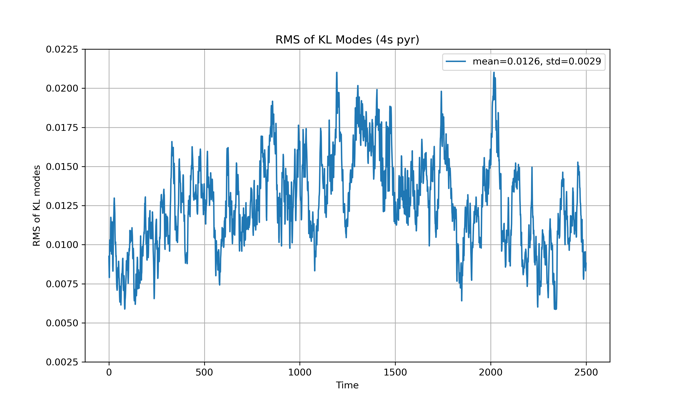 RMS of KL Modes (4s pyr)
mean=0.0126, std=0.0029
RMS of KL modes
0.0225
0.0200
0.0175
0.0150
0.0125
0.0100
0.0075
0.0050
0.0025
0 500 1000 1500 2000 2500
Time